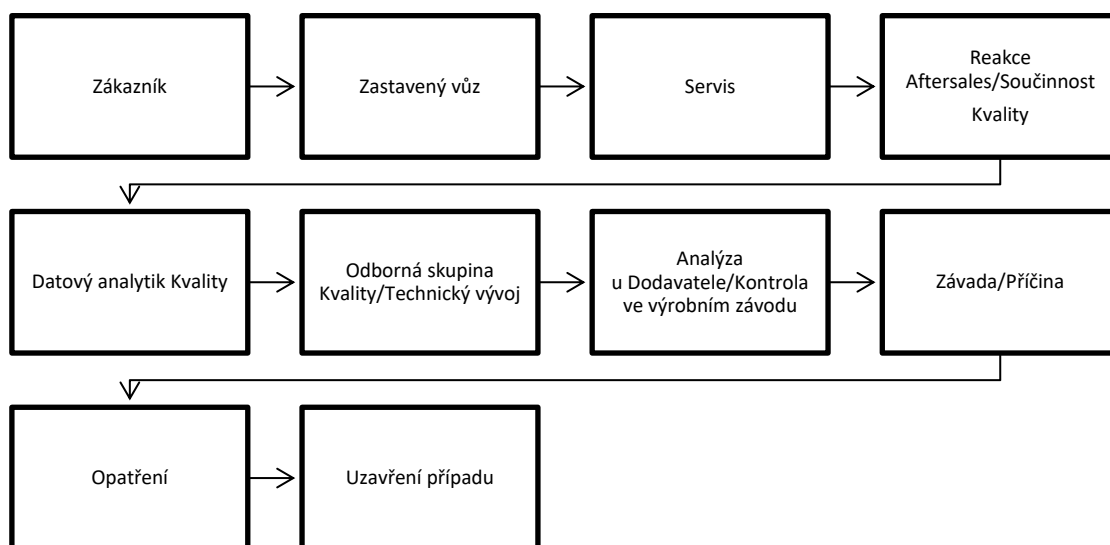 Zákazník
Zastavený vůz
Servis
Reakce
Aftersales/Součinnost
Kvality
Datový analytik Kvality
Odborná skupina
Kvality/Technický vývoj
Analýza
u Dodavatele/Kontrola
ve výrobním závodu
Závada/Příčina
Opatření
Uzavření případu